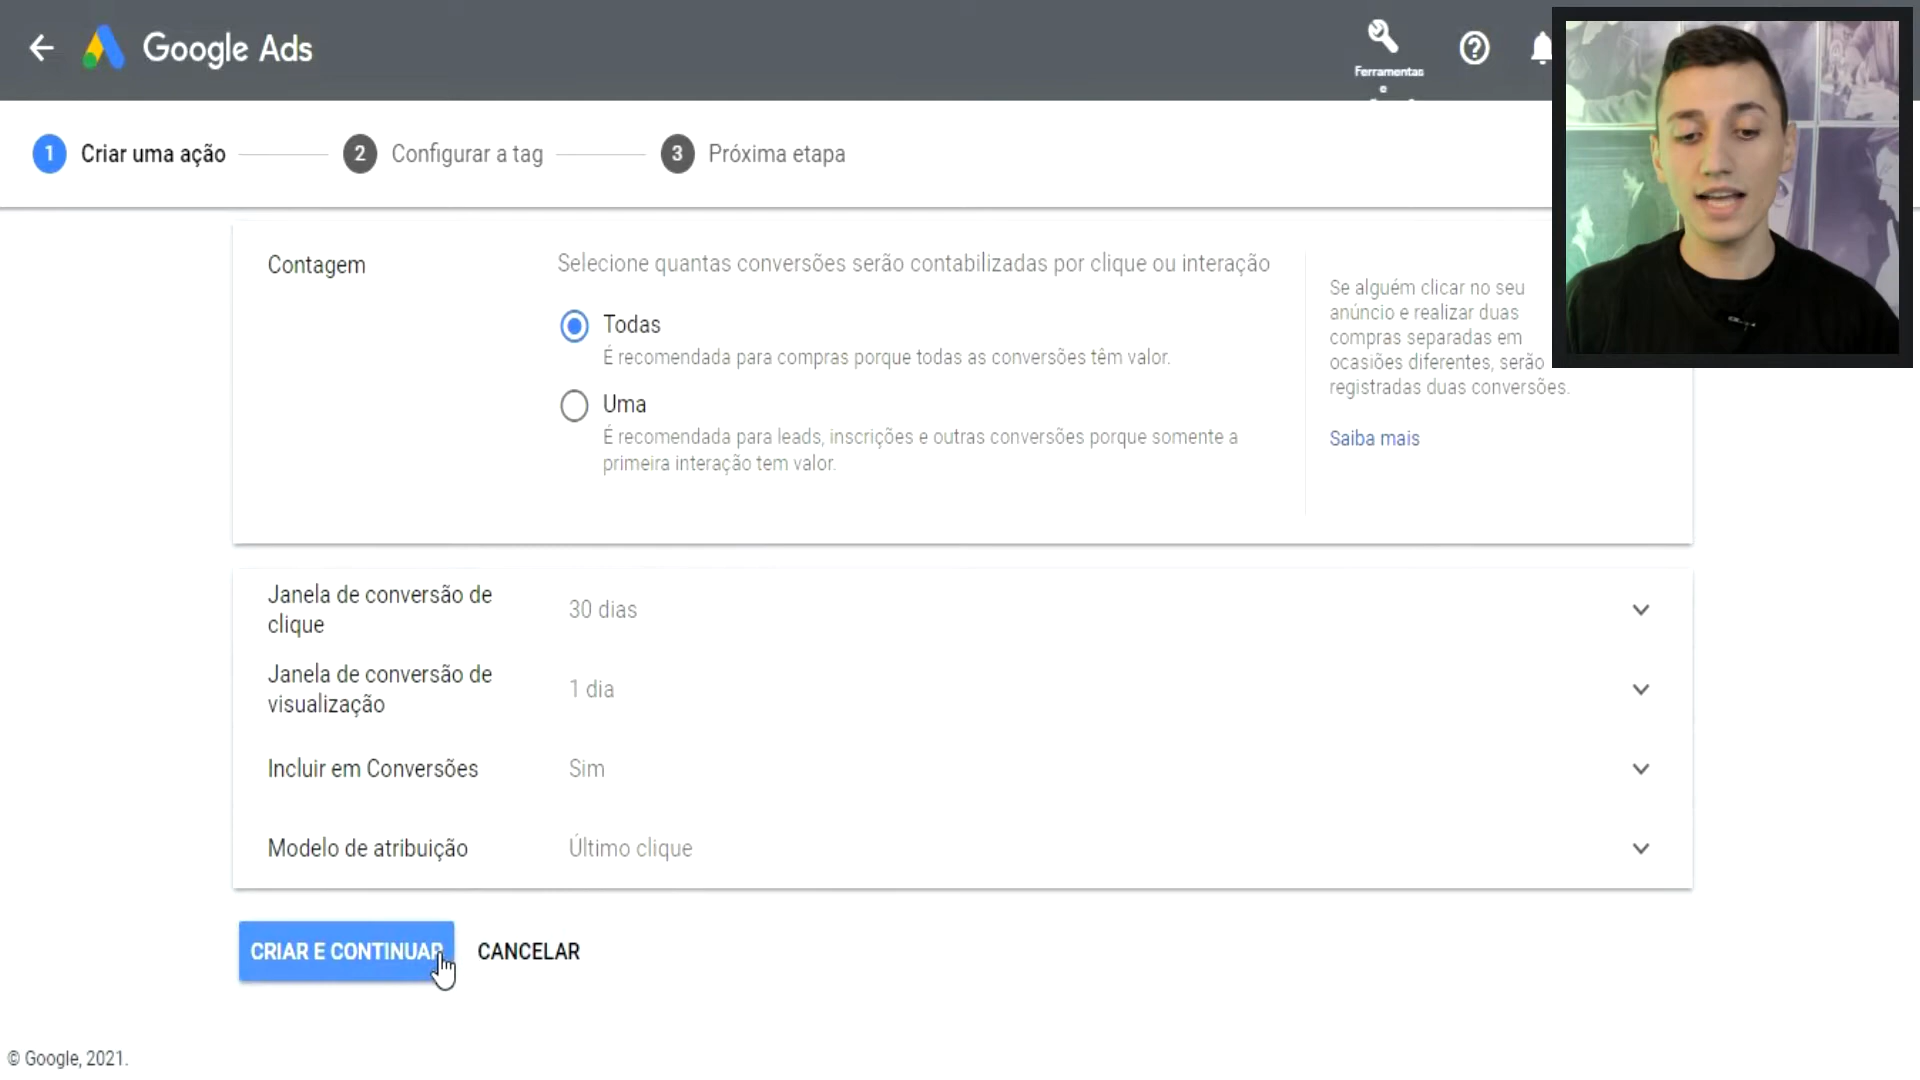 Google Ads
Ferramentas
e
1 Criar uma ação
2 Configurar a tag
3 Próxima etapa
Contagem
Selecione quantas conversões serão contabilizadas por clique ou interação
Todas
É recomendada para compras porque todas as conversões têm valor.
Uma
É recomendada para leads, inscrições e outras conversões porque somente a
primeira interação tem valor.
Se alguém clicar no seu
anúncio e realizar duas
compras separadas em
ocasiões diferentes, serão
registradas duas conversões.
Saiba mais
Janela de conversão de
clique
30 dias
Janela de conversão de
visualização
1 dia
Incluir em Conversões
Sim
Modelo de atribuição
Último clique
CRIAR E CONTINUAR
CANCELAR
© Google, 2021.